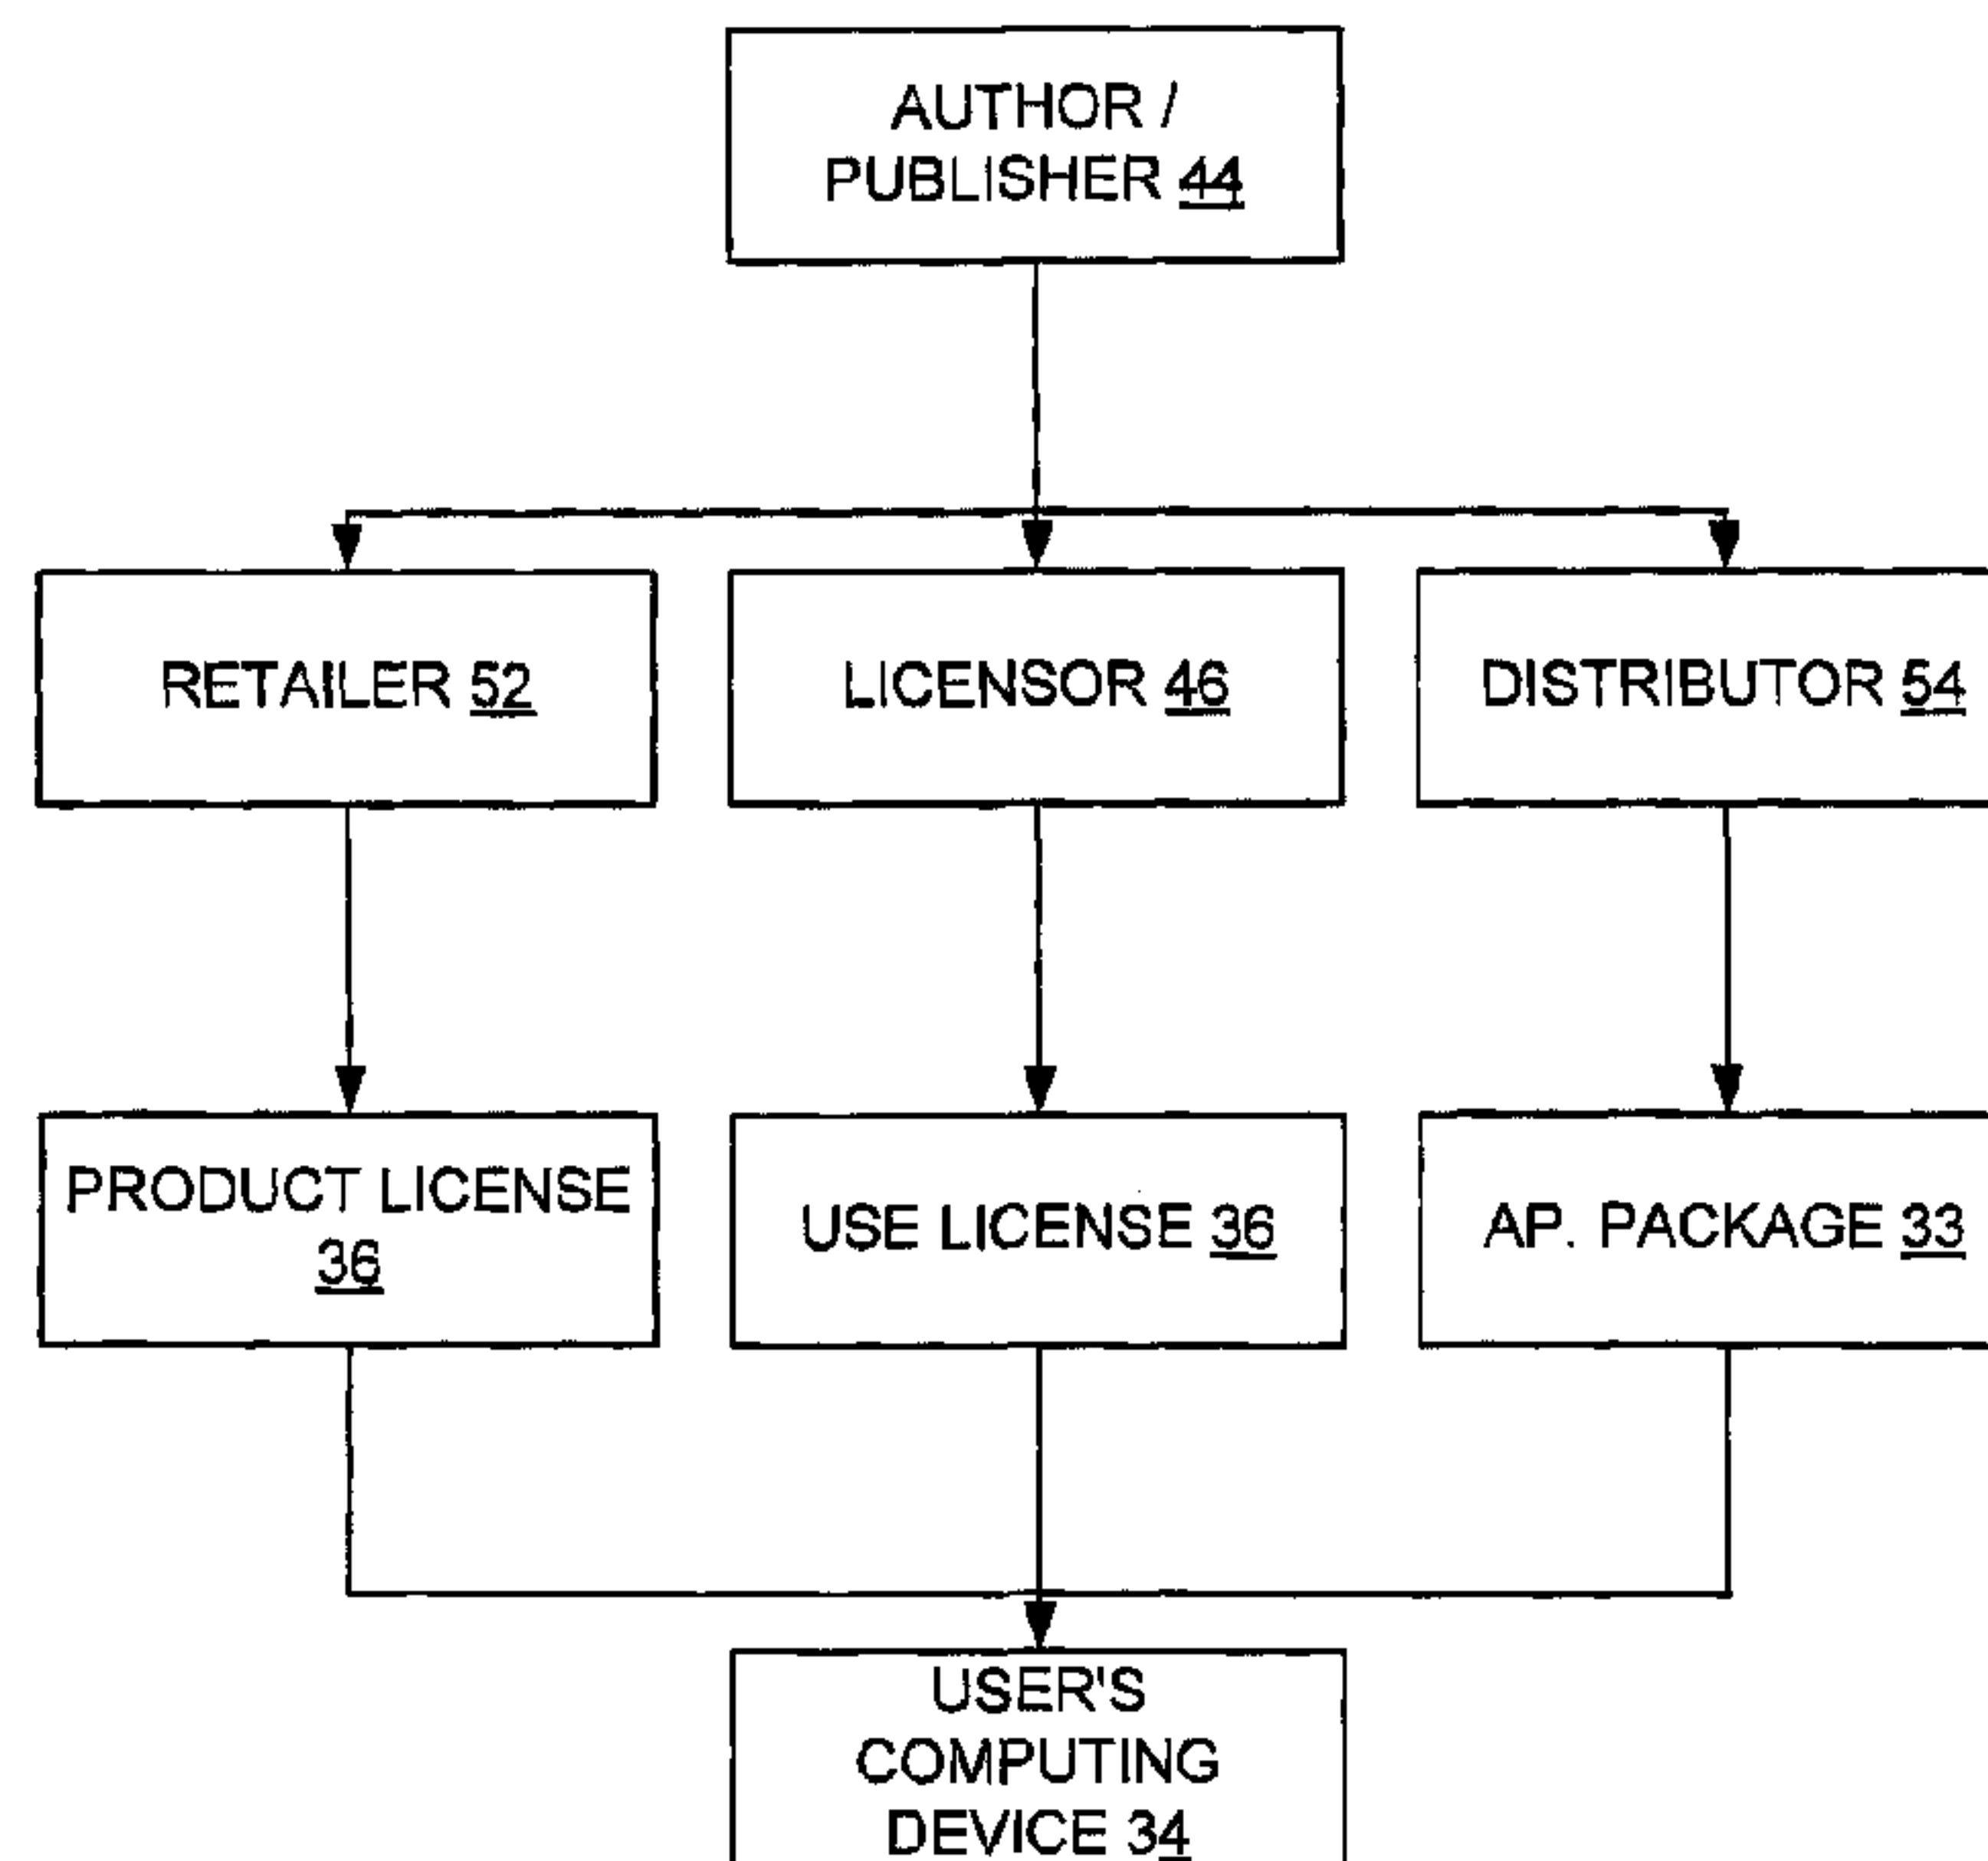 AUTHOR /
PUBLISHER 44
RETAILER 52
LICENSOR 46
DISTRIBUTOR 54
PRODUCT LICENSE
36
USE LICENSE 36
AP. PACKAGE 33
USER'S
COMPUTING
DEVICE 34